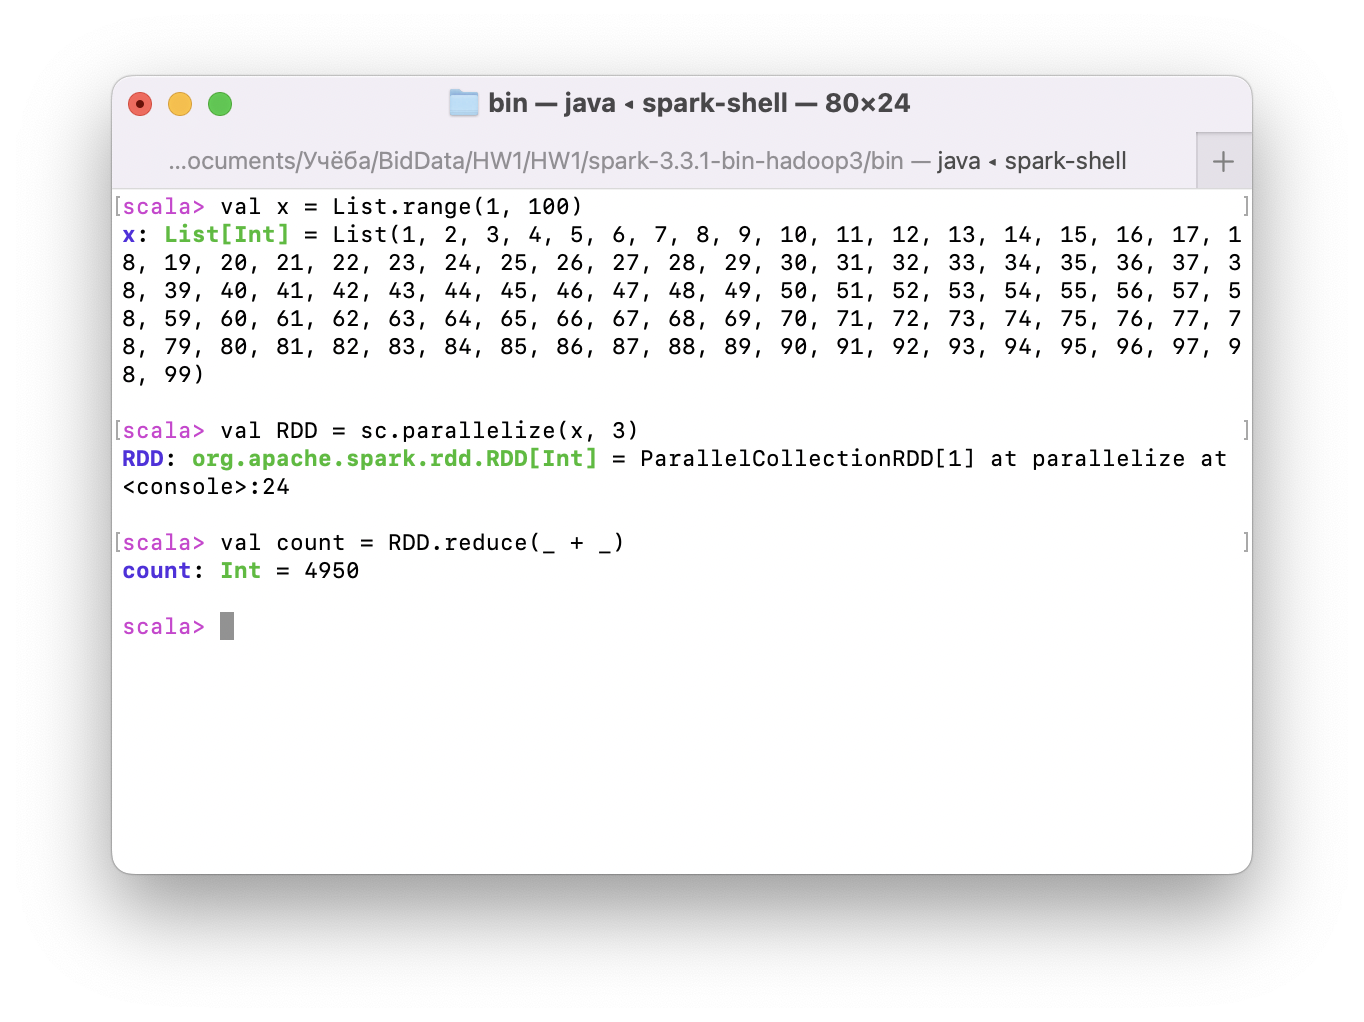 bin — java ◂ spark-shell — 80×24
...ocuments/Учёба/BidData/HW1/HW1/spark-3.3.1-bin-hadoop3/bin — java ◂ spark-shell +
[scala> val x = List.range(1, 100) ]
x: List[Int] = List(1, 2, 3, 4, 5, 6, 7, 8, 9, 10, 11, 12, 13, 14, 15, 16, 17, 1
8, 19, 20, 21, 22, 23, 24, 25, 26, 27, 28, 29, 30, 31, 32, 33, 34, 35, 36, 37, 3
8, 39, 40, 41, 42, 43, 44, 45, 46, 47, 48, 49, 50, 51, 52, 53, 54, 55, 56, 57, 5
8, 59, 60, 61, 62, 63, 64, 65, 66, 67, 68, 69, 70, 71, 72, 73, 74, 75, 76, 77, 7
8, 79, 80, 81, 82, 83, 84, 85, 86, 87, 88, 89, 90, 91, 92, 93, 94, 95, 96, 97, 9
8, 99)
[scala> val RDD = sc.parallelize(x, 3) ]
RDD: org.apache.spark.rdd.RDD[Int] = ParallelCollectionRDD[1] at parallelize at
<console>:24
[scala> val count = RDD.reduce(_ + _) ]
count: Int = 4950
scala>